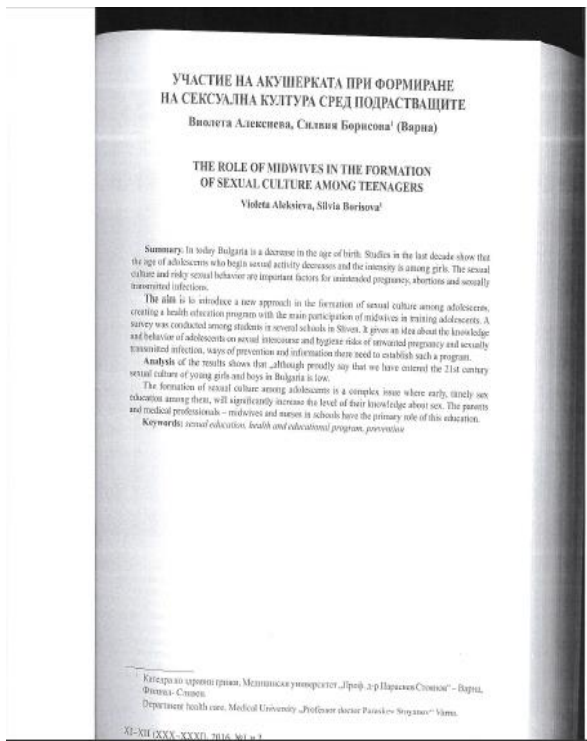 УЧАСТИЕ НА АКУШЕРКАТА ПРИ ФОРМИРАНЕ
НА СЕКСУАЛНА КУЛТУРА СРЕД ПОДРАСТВАЩИТЕ
Виолета Алексиева, Силвия Борисова¹ (Варна)
THE ROLE OF MIDWIVES IN THE FORMATION
OF SEXUAL CULTURE AMONG TEENAGERS
Violeta Aleksieva, Silvia Borisova¹
Summary. In today Bulgaria is a decrease in the age of birth. Studies in the last decade show that
the age of adolescents who begin sexual activity decreases and the intensity is among girls. The sexual
culture and risky sexual behavior are important factors for unintended pregnancy, abortions and sexually
transmitted infections.
The aim is to introduce a new approach in the formation of sexual culture among adolescents,
creating a health education program with the main participation of midwives in training adolescents. A
survey was conducted among students in several schools in Sliven. It gives an idea about the knowledge
and behavior of adolescents on sexual intercourse and hygiene risks of unwanted pregnancy and sexually
transmitted infection, ways of prevention and information there need to establish such a program.
Analysis of the results shows that „although proudly say that we have entered the 21st century
sexual culture of young girls and boys in Bulgaria is low.
The formation of sexual culture among adolescents is a complex issue where early, timely sex
education among them, will significantly increase the level of their knowledge about sex. The parents
and medical professionals – midwives and nurses in schools have the primary role of this education.
Keywords: sexual education, health and educational program, prevention
¹ Катедра по здравни грижи, Медицински университет „Проф. д-р Параскев Стоянов“ – Варна,
Филиал- Сливен
Department health care, Medical University „Professor doctor Paraskev Stoyanov“ Varna.
XI–XII (XXX–XXXI), 2016, №1 и 2